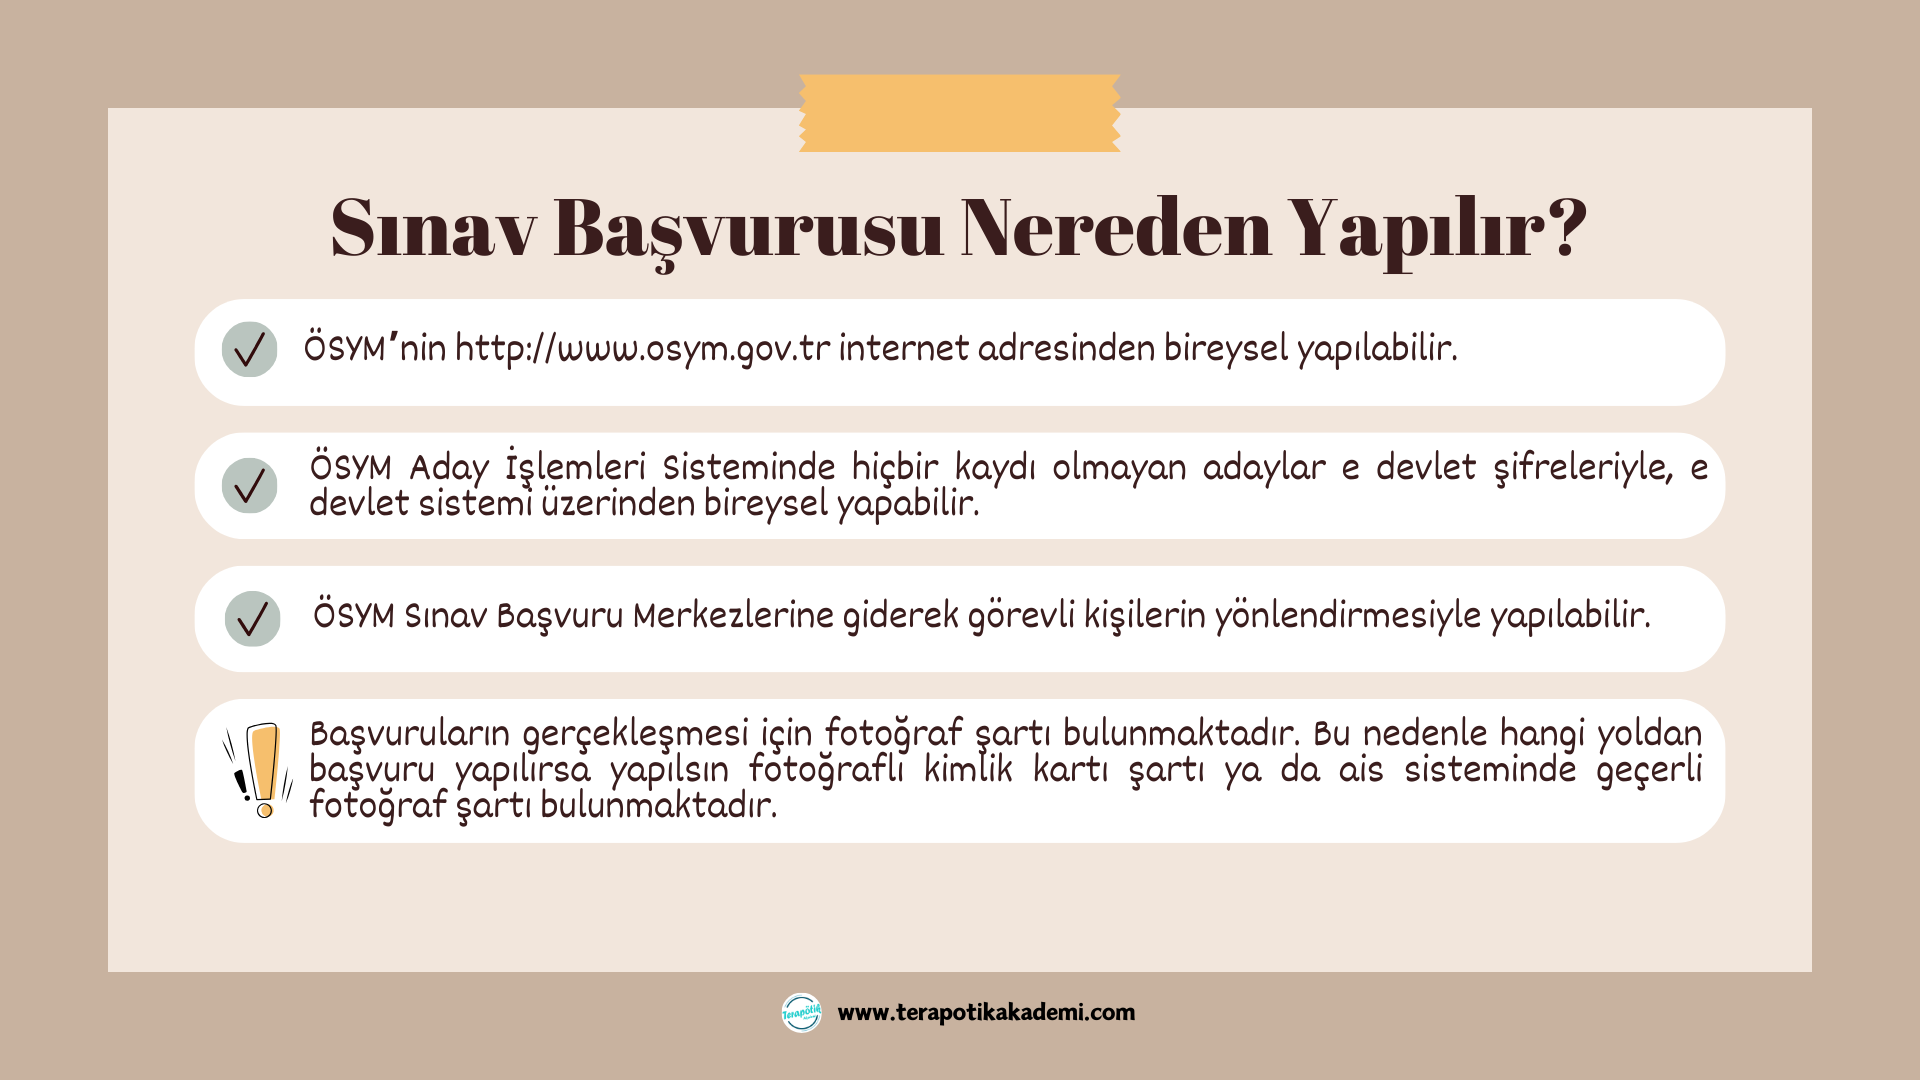 Sınav Başvurusu Nereden Yapılır?
ÖSYM'nin http://www.osym.gov.tr internet adresinden bireysel yapılabilir.
ÖSYM Aday İşlemleri Sisteminde hiçbir kaydı olmayan adaylar e devlet şifreleriyle, e
devlet sistemi üzerinden bireysel yapabilir.
ÖSYM Sınav Başvuru Merkezlerine giderek görevli kişilerin yönlendirmesiyle yapılabilir.
Başvuruların gerçekleşmesi için fotoğraf şartı bulunmaktadır. Bu nedenle hangi yoldan
başvuru yapılırsa yapılsın fotoğraflı kimlik kartı şartı ya da ais sisteminde geçerli
fotoğraf şartı bulunmaktadır.
Terapötik
www.terapotikakademi.com